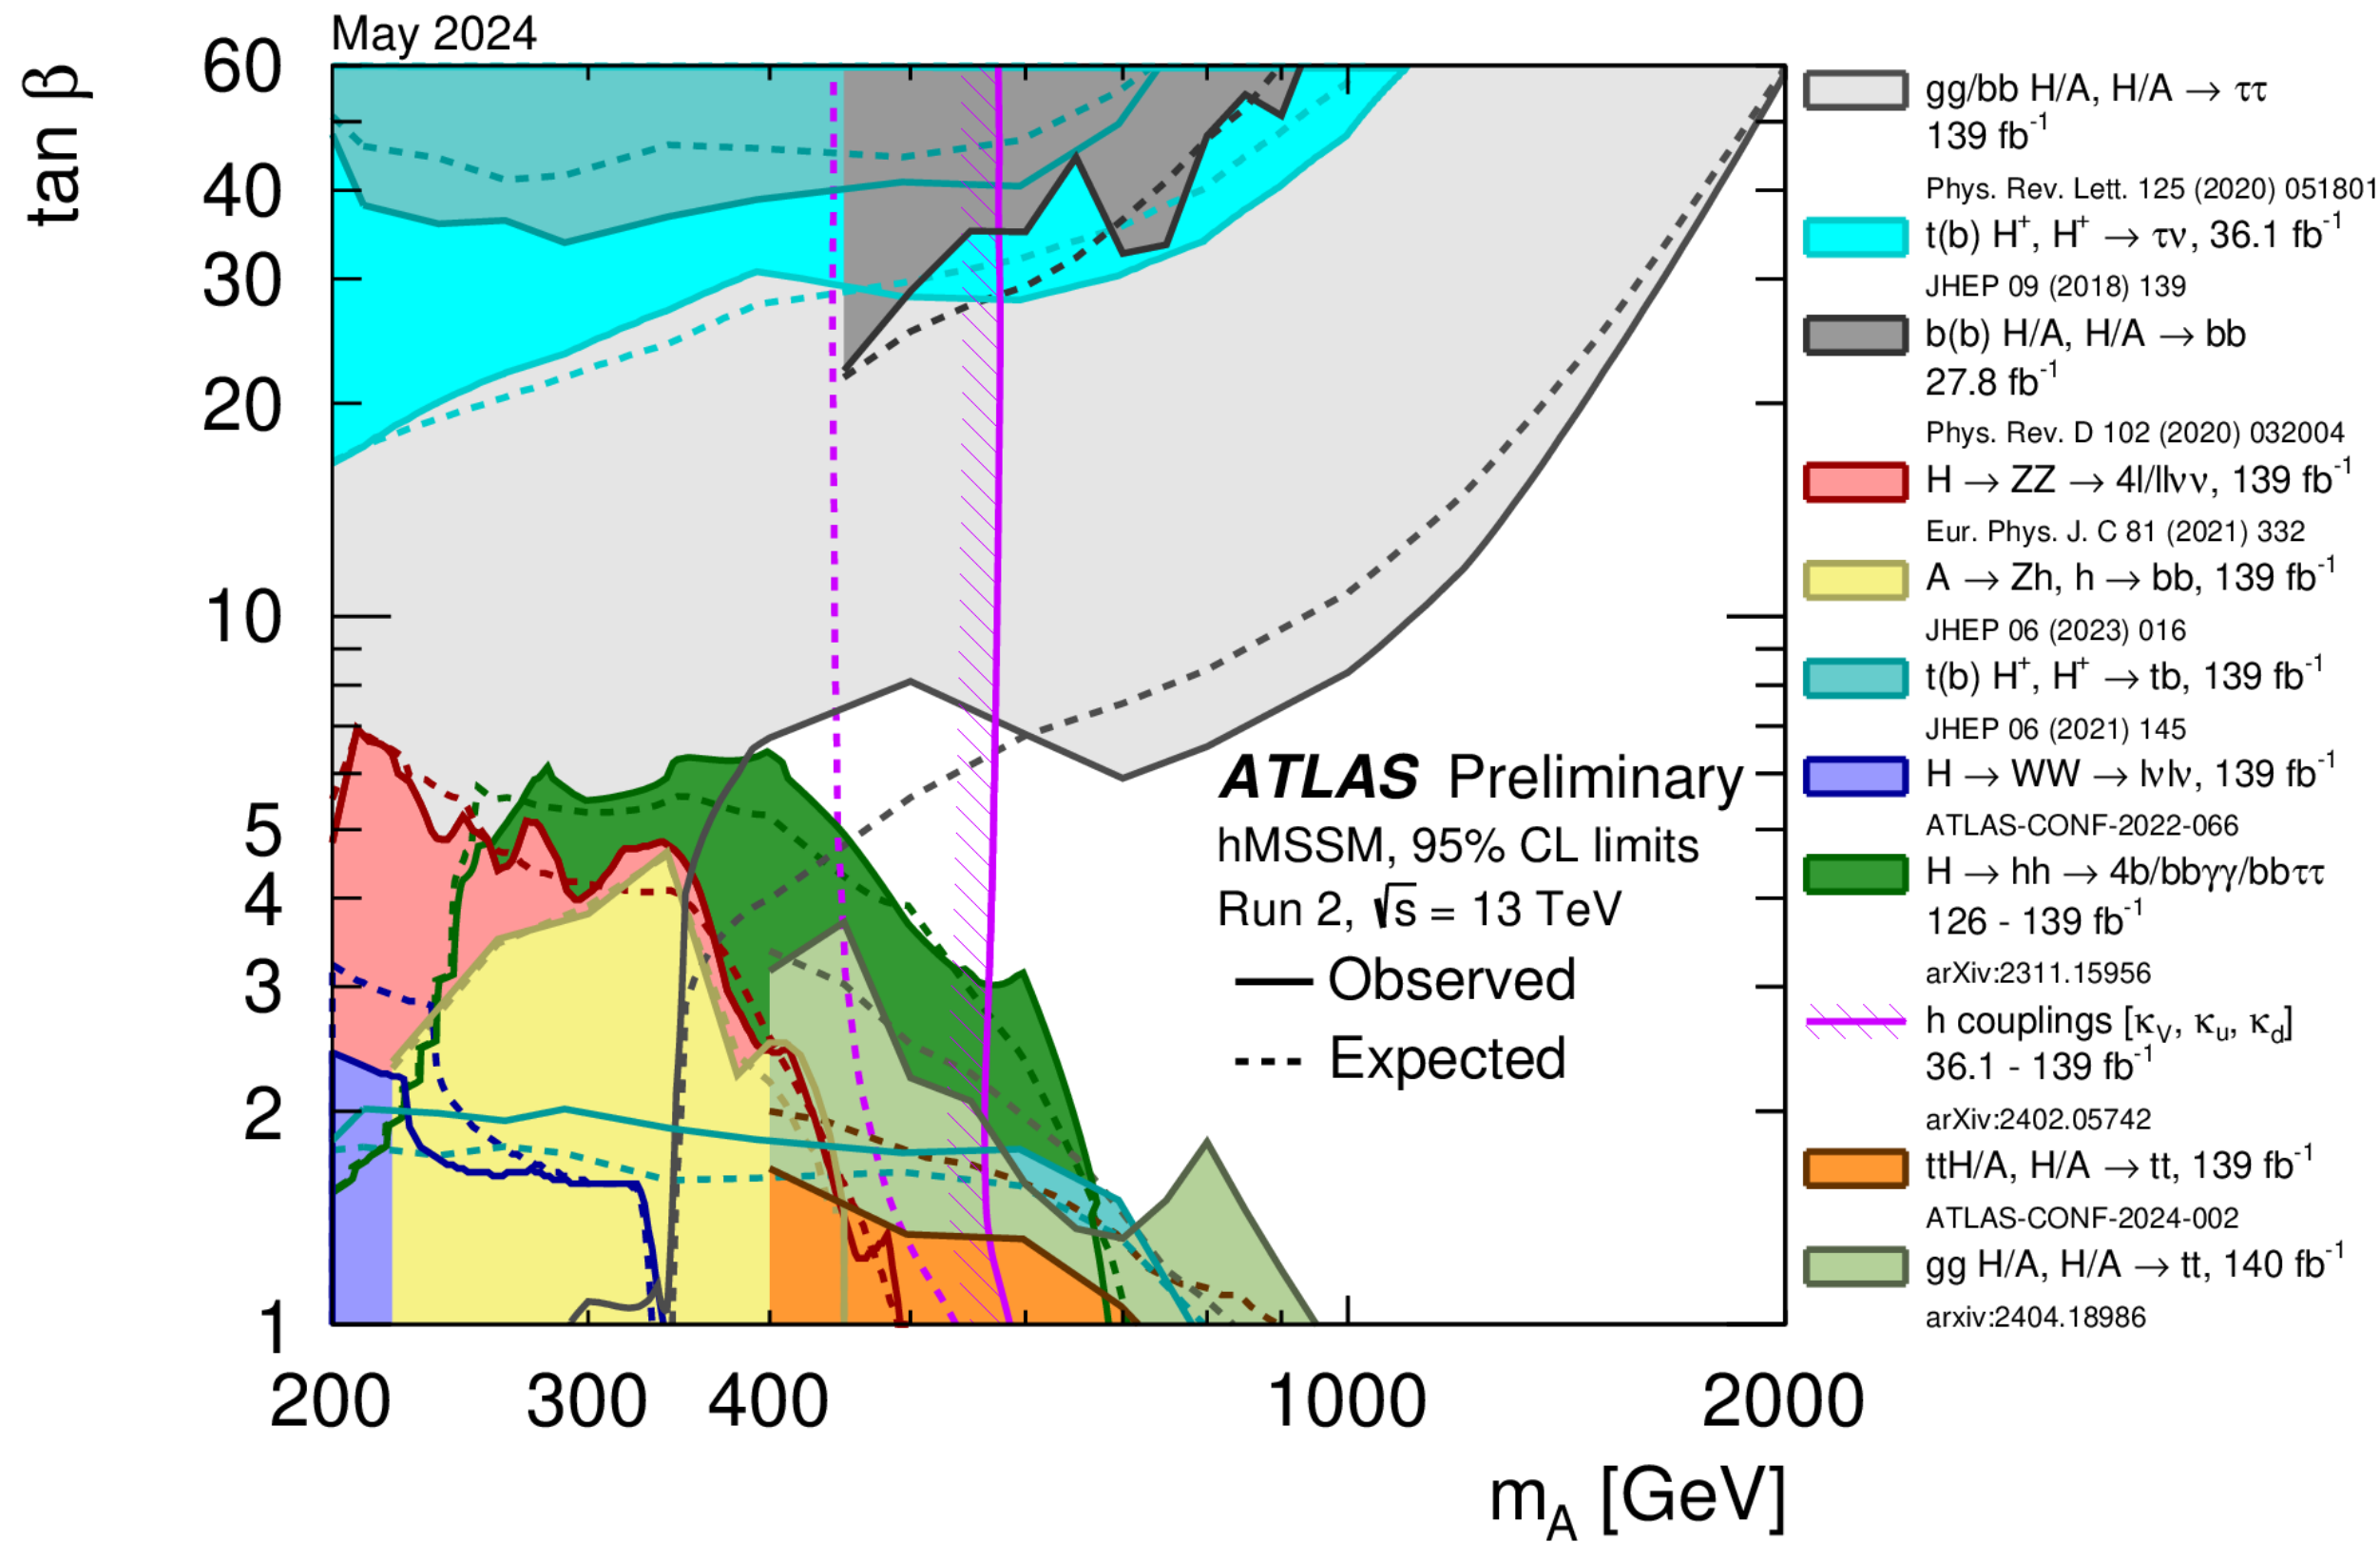 May 2024
tan β
60
40
30
20
10
5
4
3
2
1
200
300
400
1000
2000
m_A [GeV]
ATLAS Preliminary
hMSSM, 95% CL limits
Run 2, √s = 13 TeV
Observed
Expected
gg/bb H/A, H/A → ττ
139 fb⁻¹
Phys. Rev. Lett. 125 (2020) 051801
t(b) H⁺, H⁺ → τν, 36.1 fb⁻¹
JHEP 09 (2018) 139
b(b) H/A, H/A → bb
27.8 fb⁻¹
Phys. Rev. D 102 (2020) 032004
H → ZZ → 4l/llνν, 139 fb⁻¹
Eur. Phys. J. C 81 (2021) 332
A → Zh, h → bb, 139 fb⁻¹
JHEP 06 (2023) 016
t(b) H⁺, H⁺ → tb, 139 fb⁻¹
JHEP 06 (2021) 145
H → WW → lνlν, 139 fb⁻¹
ATLAS-CONF-2022-066
H → hh → 4b/bbγγ/bbττ
126 - 139 fb⁻¹
arXiv:2311.15956
h couplings [κ_V, κ_u, κ_d]
36.1 - 139 fb⁻¹
arXiv:2402.05742
ttH/A, H/A → tt, 139 fb⁻¹
ATLAS-CONF-2024-002
gg H/A, H/A → tt, 140 fb⁻¹
arxiv:2404.18986